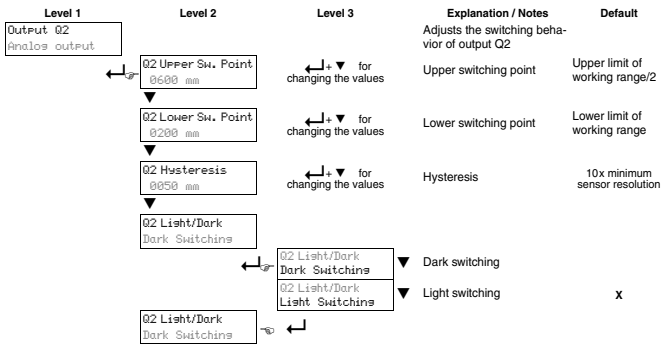 Level 1 Level 2 Level 3 Explanation / Notes Default
Output Q2
Analog output
Adjusts the switching beha-
vior of output Q2
Q2 Upper Sw. Point
0600 mm
+ ▼ for
changing the values
Upper switching point
Upper limit of
working range/2
Q2 Lower Sw. Point
0200 mm
+ ▼ for
changing the values
Lower switching point
Lower limit of
working range
Q2 Hysteresis
0050 mm
+ ▼ for
changing the values
Hysteresis
10x minimum
sensor resolution
Q2 Light/Dark
Dark Switching
Q2 Light/Dark
Dark Switching
Dark switching
Q2 Light/Dark
Light Switching
Light switching
X
Q2 Light/Dark
Dark Switching